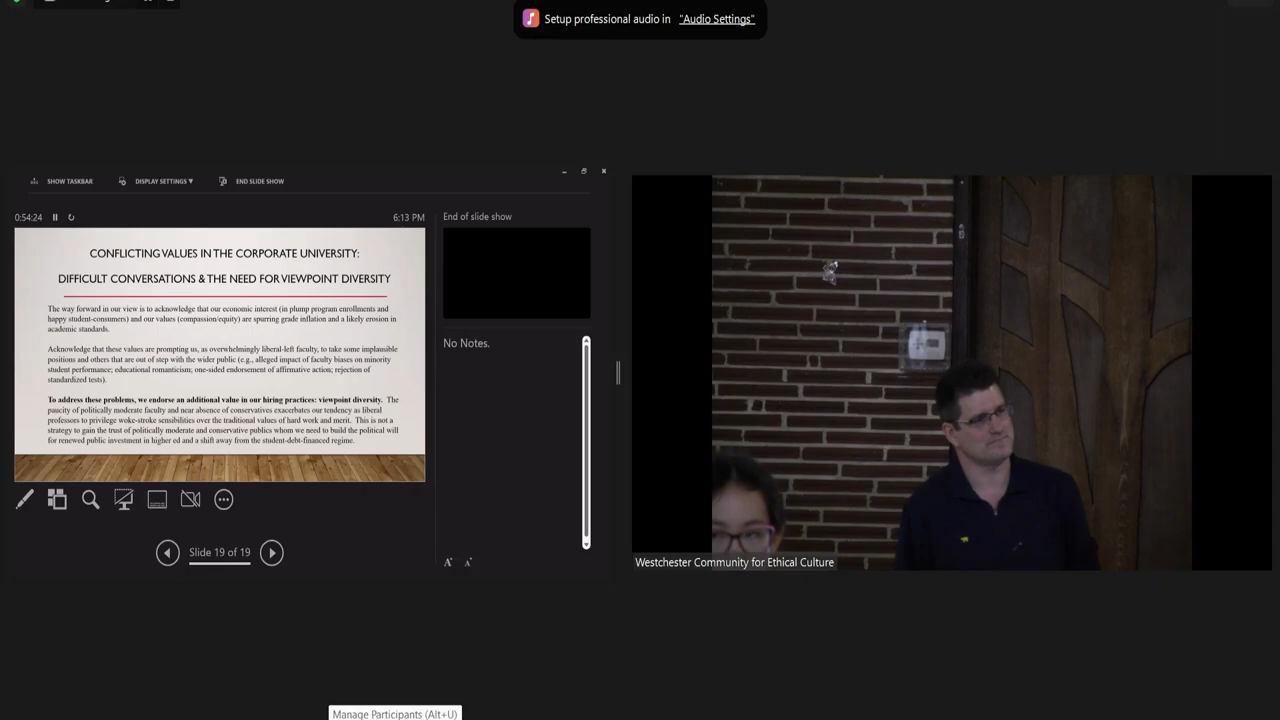 Setup professional audio in "Audio Settings"
SHOW TASKBAR DISPLAY SETTINGS ▼ END SLIDE SHOW
0:54:24 6:13 PM
End of slide show
CONFLICTING VALUES IN THE CORPORATE UNIVERSITY:
DIFFICULT CONVERSATIONS & THE NEED FOR VIEWPOINT DIVERSITY
The way forward in our view is to acknowledge that our economic interest (in plump program enrollments and
happy student-consumers) and our values (compassion/equity) are spurring grade inflation and a likely erosion in
academic standards.
Acknowledge that these values are prompting us, as overwhelmingly liberal-left faculty, to take some implausible
positions and others that are out of step with the wider public (e.g., alleged impact of faculty biases on minority
student performance; educational romanticism; one-sided endorsement of affirmative action; rejection of
standardized tests).
To address these problems, we endorse an additional value in our hiring practices: viewpoint diversity. The
paucity of politically moderate faculty and near absence of conservatives exacerbates our tendency as liberal
professors to privilege woke-stroke sensibilities over the traditional values of hard work and merit. This is not a
strategy to gain the trust of politically moderate and conservative publics whom we need to build the political will
for renewed public investment in higher ed and a shift away from the student-debt-financed regime.
No Notes.
Slide 19 of 19
A A
Westchester Community for Ethical Culture
Manage Participants (Alt+U)